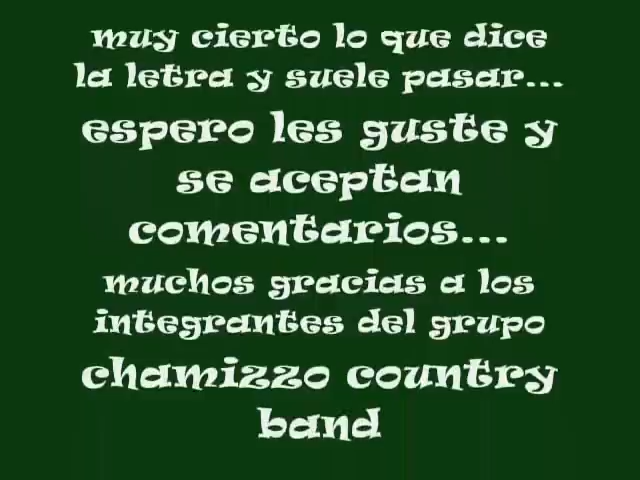 muy cierto lo que dice
la letra y suele pasar...
espero les guste y
se aceptan
comentarios...
muchos gracias a los
integrantes del grupo
chamizzo country
band